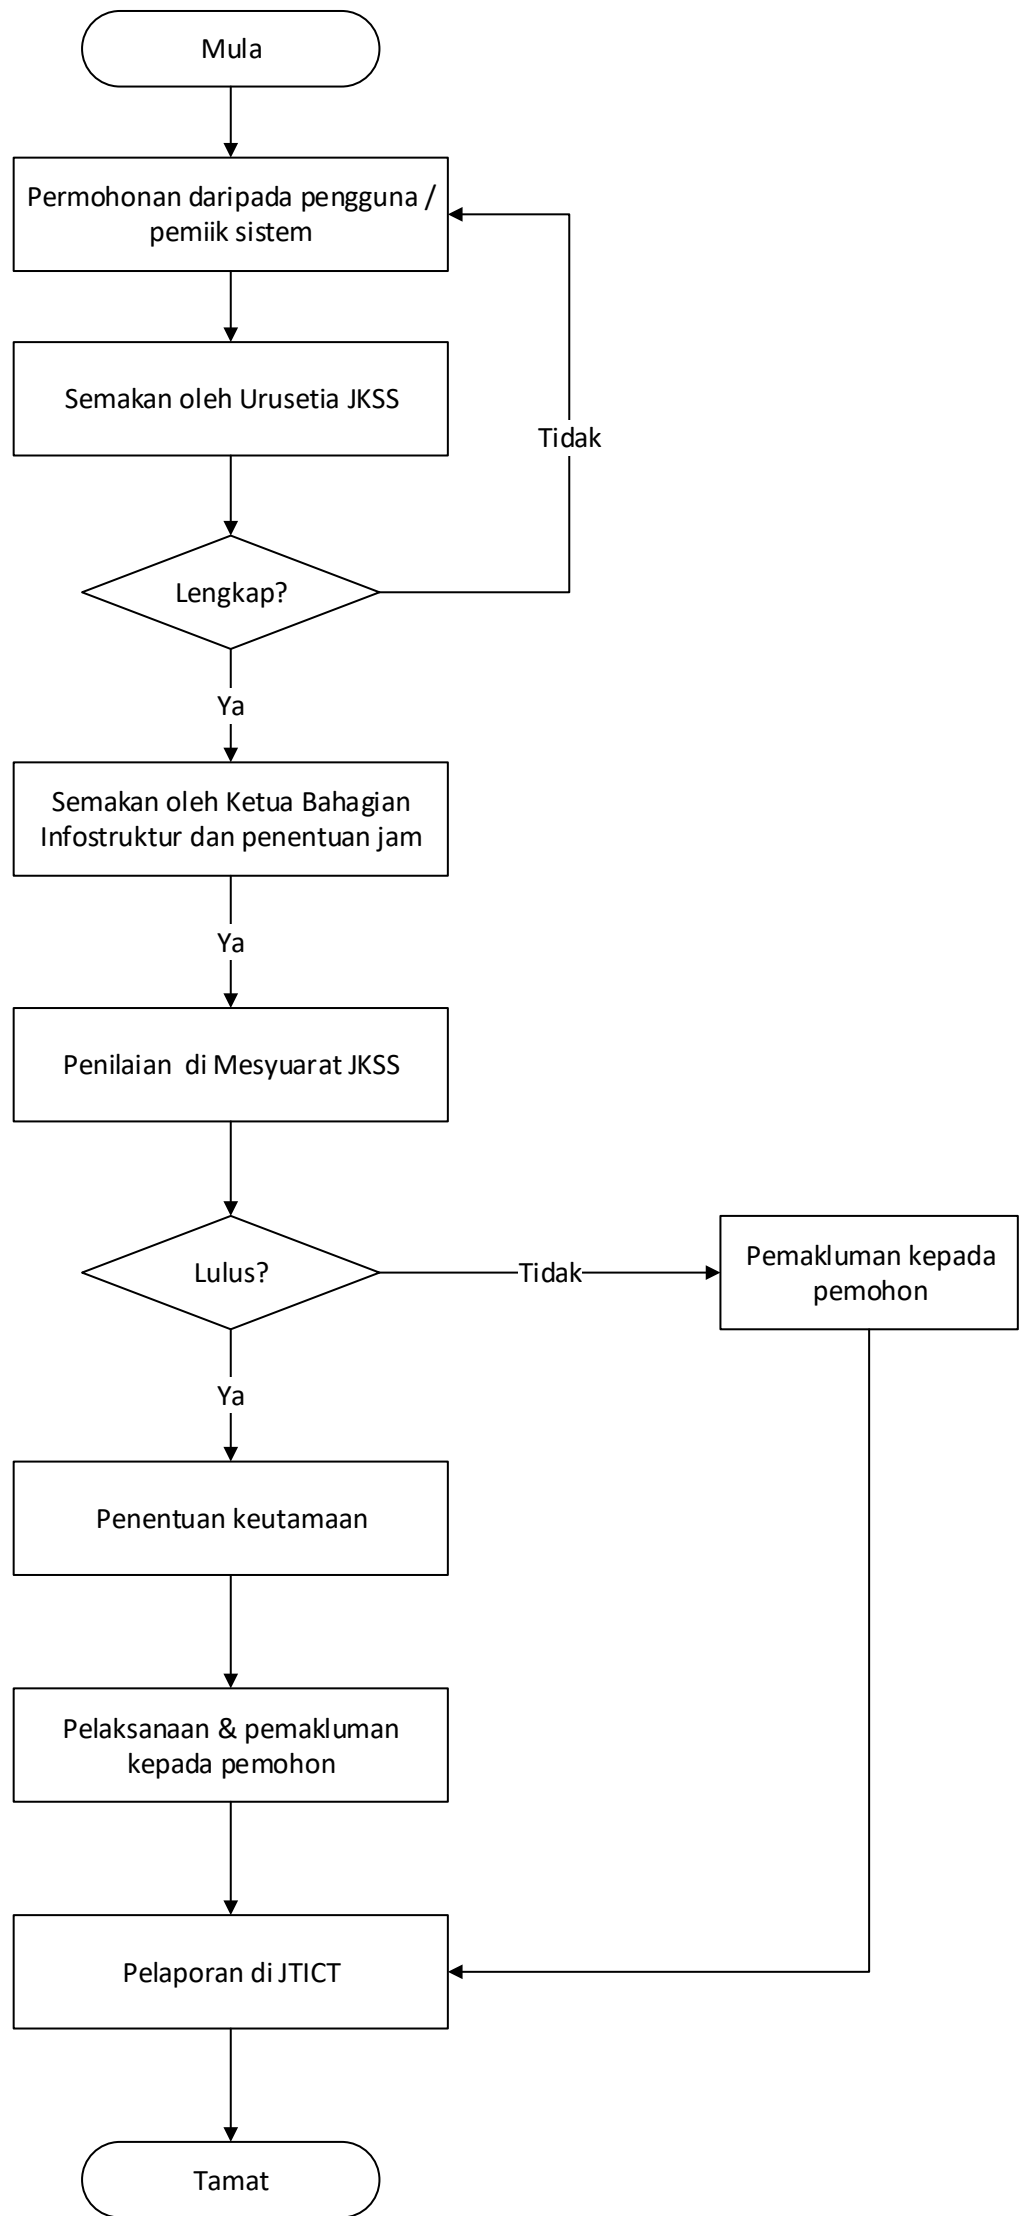 Mula
Permohonan daripada pengguna /
pemiik sistem
Semakan oleh Urusetia JKSS
Tidak
Lengkap?
Ya
Semakan oleh Ketua Bahagian
Infostruktur dan penentuan jam
Ya
Penilaian  di Mesyuarat JKSS
Lulus?
Tidak
Pemakluman kepada
pemohon
Ya
Penentuan keutamaan
Pelaksanaan & pemakluman
kepada pemohon
Pelaporan di JTICT
Tamat